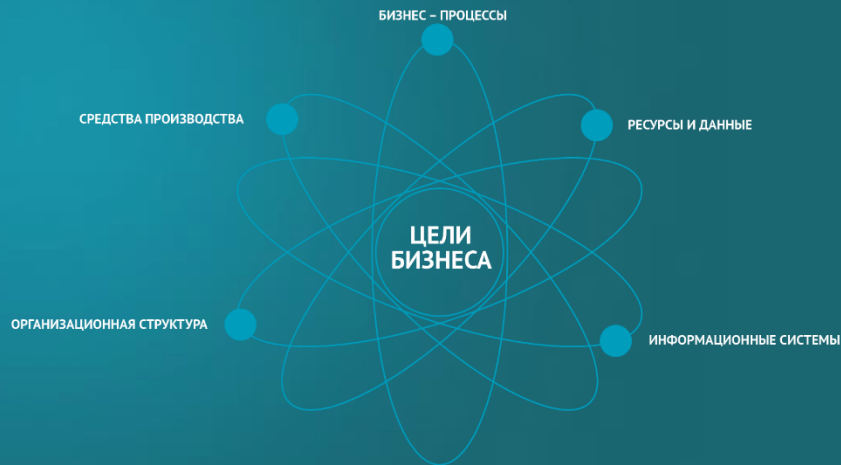 БИЗНЕС – ПРОЦЕССЫ
СРЕДСТВА ПРОИЗВОДСТВА
РЕСУРСЫ И ДАННЫЕ
ЦЕЛИ
БИЗНЕСА
ОРГАНИЗАЦИОННАЯ СТРУКТУРА
ИНФОРМАЦИОННЫЕ СИСТЕМЫ